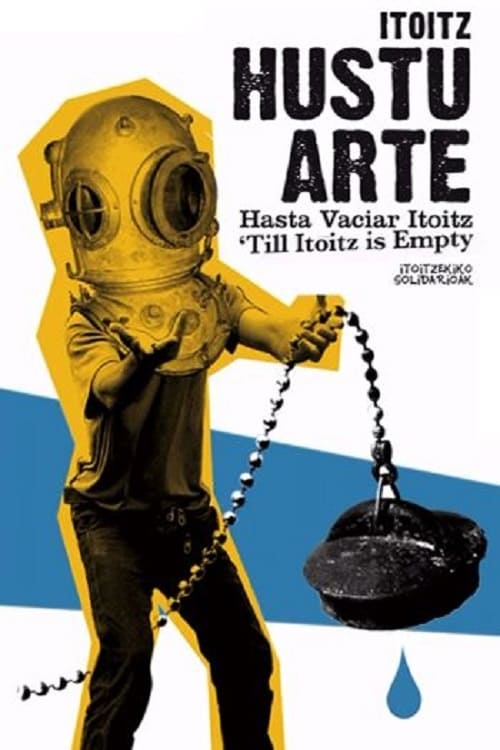 ITOITZ
HUSTU
ARTE
Hasta Vaciar Itoitz
‘Till Itoitz is Empty
iTOiTZEKiKO
SOLiDARiOAK